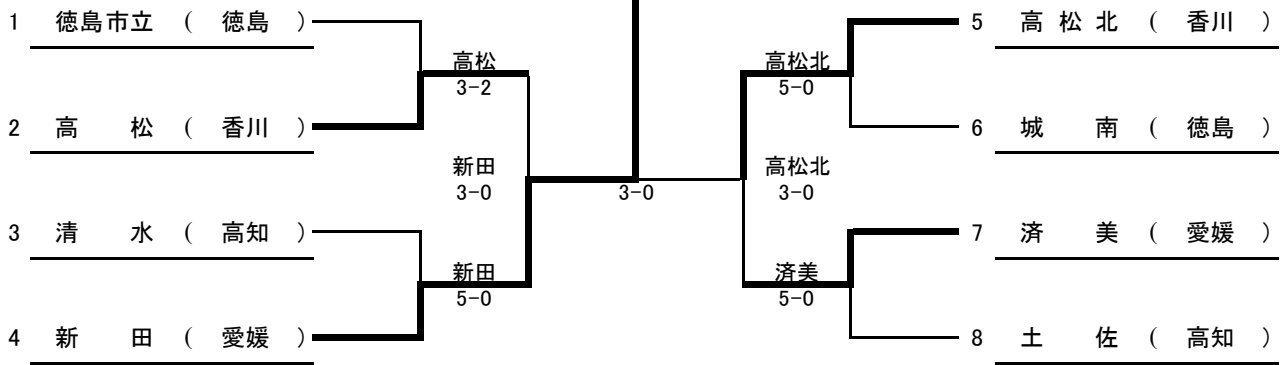 1 徳島市立 ( 徳島 )
高松
3-2
2 高 松 ( 香川 )
新田
3-0
3 清 水 ( 高知 )
新田
5-0
4 新 田 ( 愛媛 )
3-0
5 高 松 北 ( 香川 )
高松北
5-0
6 城 南 ( 徳島 )
高松北
3-0
7 済 美 ( 愛媛 )
済美
5-0
8 土 佐 ( 高知 )